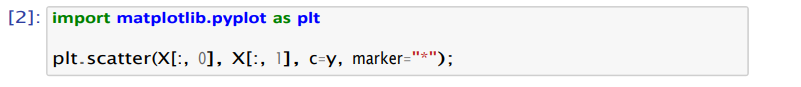 [2]: import matplotlib.pyplot as plt
plt.scatter(X[:, 0], X[:, 1], c=y, marker="*");